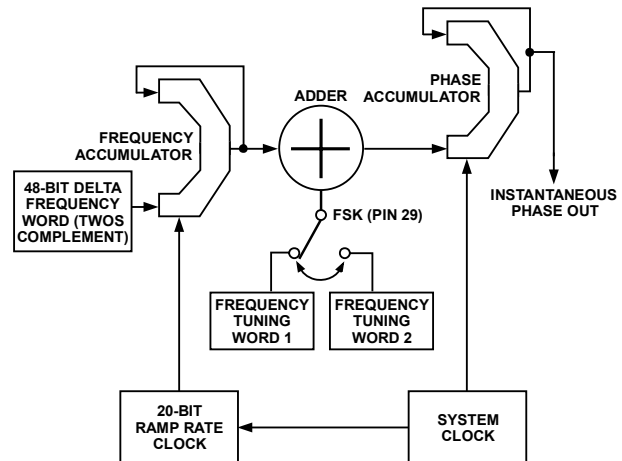 PHASE
ACCUMULATOR
ADDER
FREQUENCY
ACCUMULATOR
48-BIT DELTA
FREQUENCY
WORD (TWOS
COMPLEMENT)
INSTANTANEOUS
PHASE OUT
FSK (PIN 29)
FREQUENCY
TUNING
WORD 1
FREQUENCY
TUNING
WORD 2
20-BIT
RAMP RATE
CLOCK
SYSTEM
CLOCK